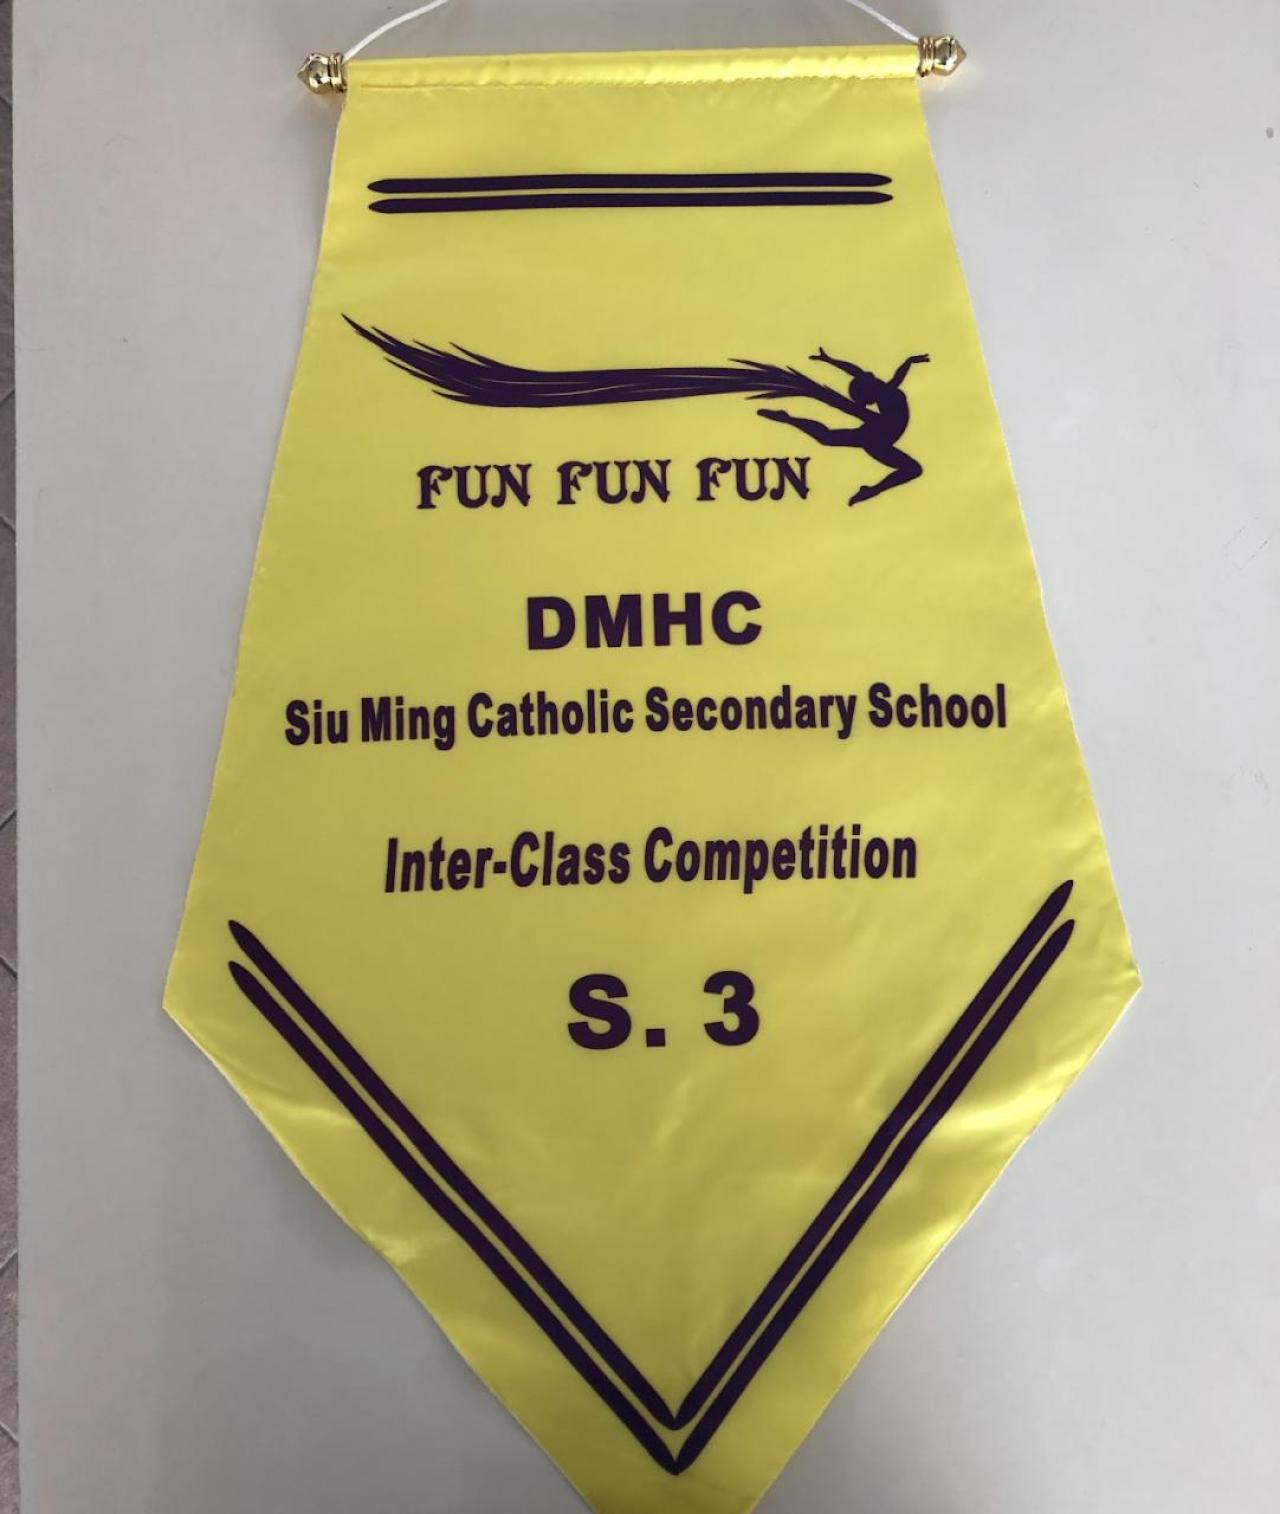 FUN FUN FUN
DMHC
Siu Ming Catholic Secondary School
Inter-Class Competition
S. 3